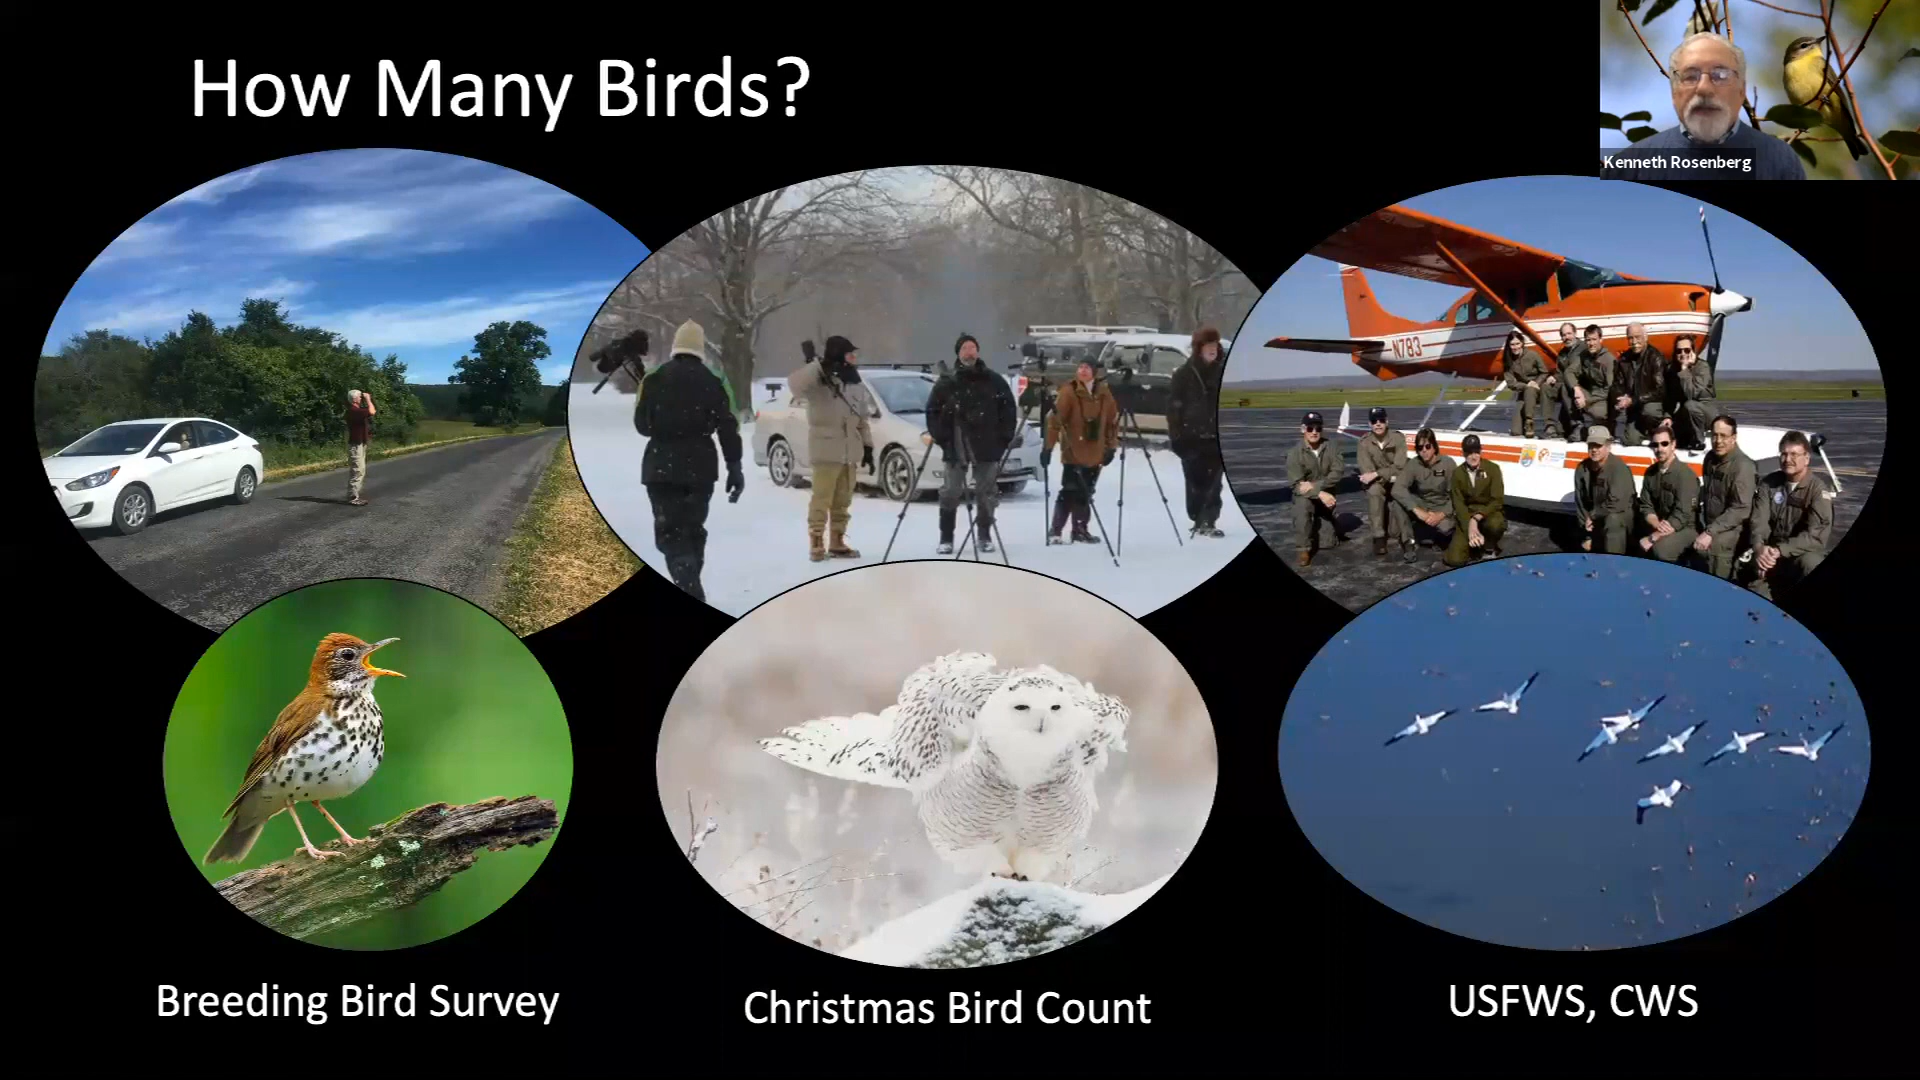 How Many Birds?
Kenneth Rosenberg
N783
Breeding Bird Survey
Christmas Bird Count
USFWS, CWS